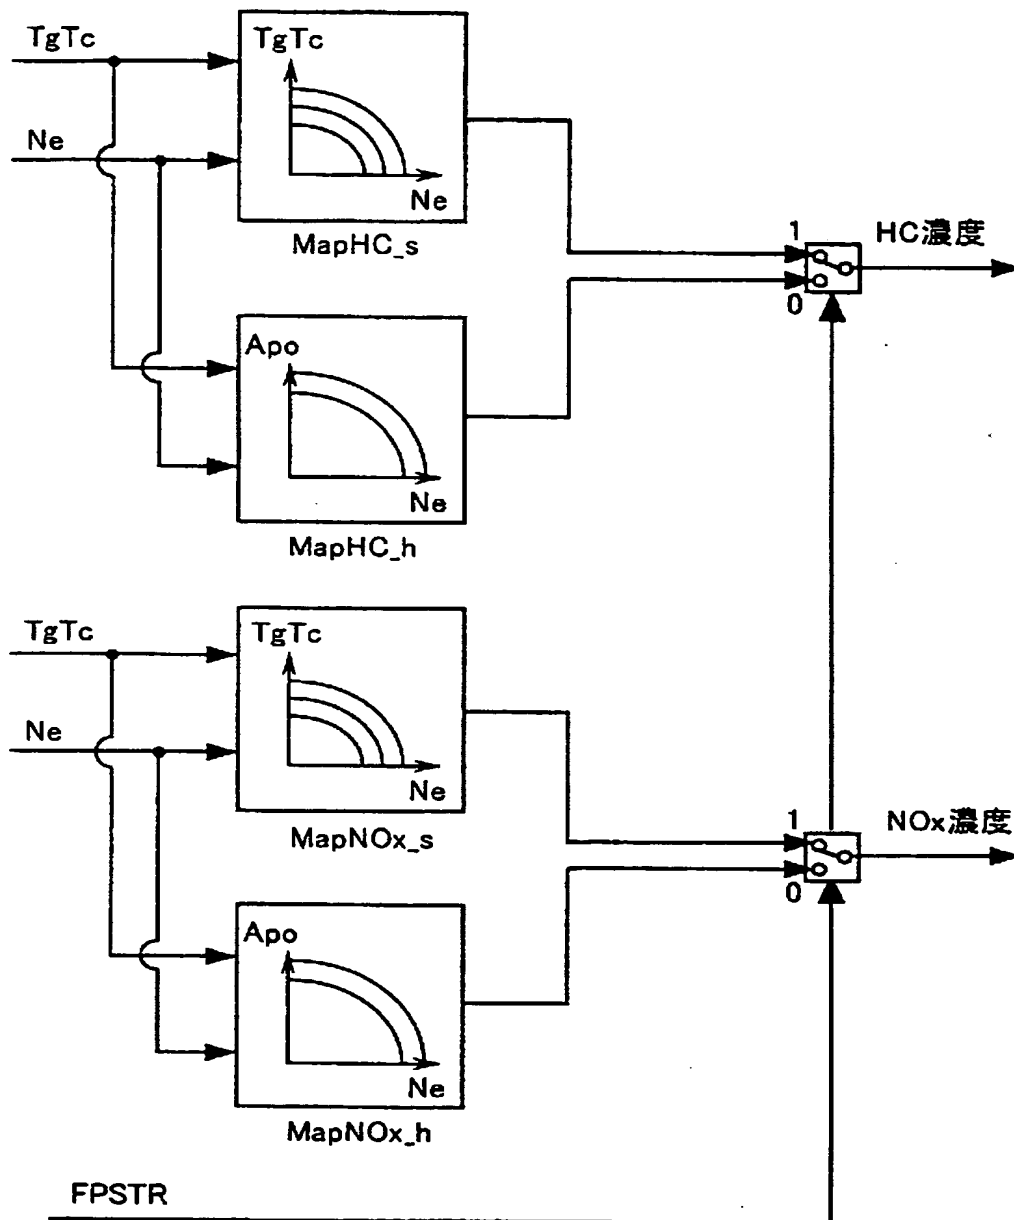 TgTc
TgTc
Ne
Ne
MapHC_s
1
HC濃度
0
Apo
Ne
MapHC_h
TgTc
TgTc
Ne
Ne
MapNOx_s
1
NOx濃度
0
Apo
Ne
MapNOx_h
FPSTR